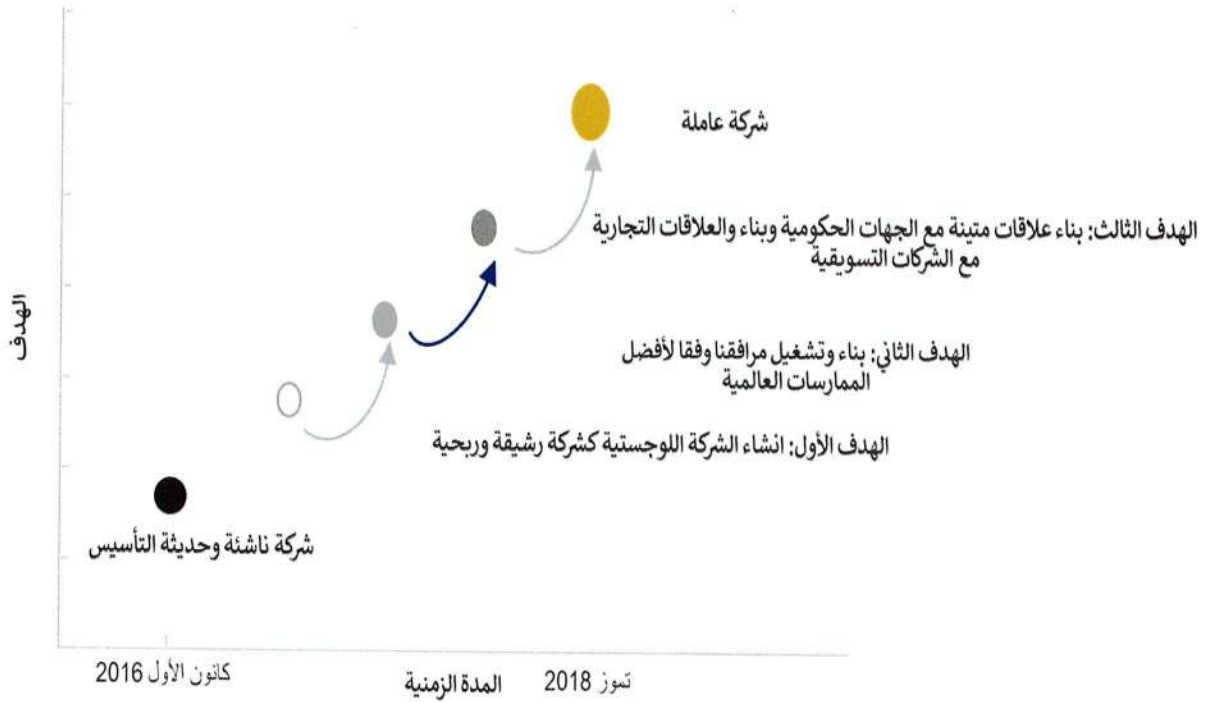 شركة عاملة
الهدف الثالث: بناء علاقات متينة مع الجهات الحكومية وبناء والعلاقات التجارية
مع الشركات التسويقية
الهدف
الهدف الثاني: بناء وتشغيل مرافقنا وفقا لأفضل
الممارسات العالمية
الهدف الأول: انشاء الشركة اللوجستية كشركة رشيقة وربحية
شركة ناشئة وحديثة التأسيس
كانون الأول 2016
المدة الزمنية
تموز 2018